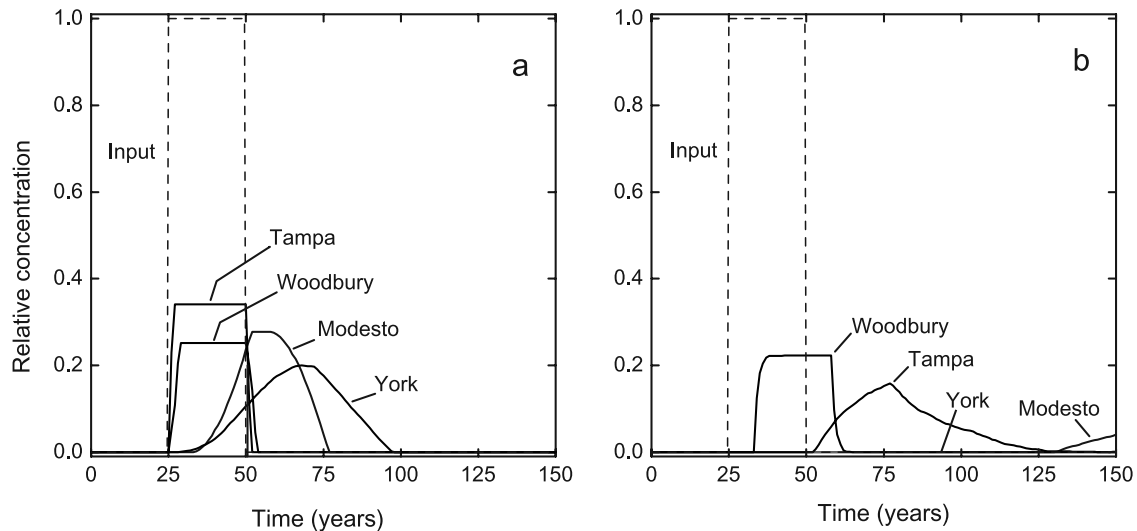 1.0
0.8
0.6
0.4
0.2
0.0
Relative concentration
a
Input
Tampa
Woodbury
Modesto
York
0 25 50 75 100 125 150
Time (years)
1.0
0.8
0.6
0.4
0.2
0.0
b
Input
Woodbury
Tampa
York
Modesto
0 25 50 75 100 125 150
Time (years)